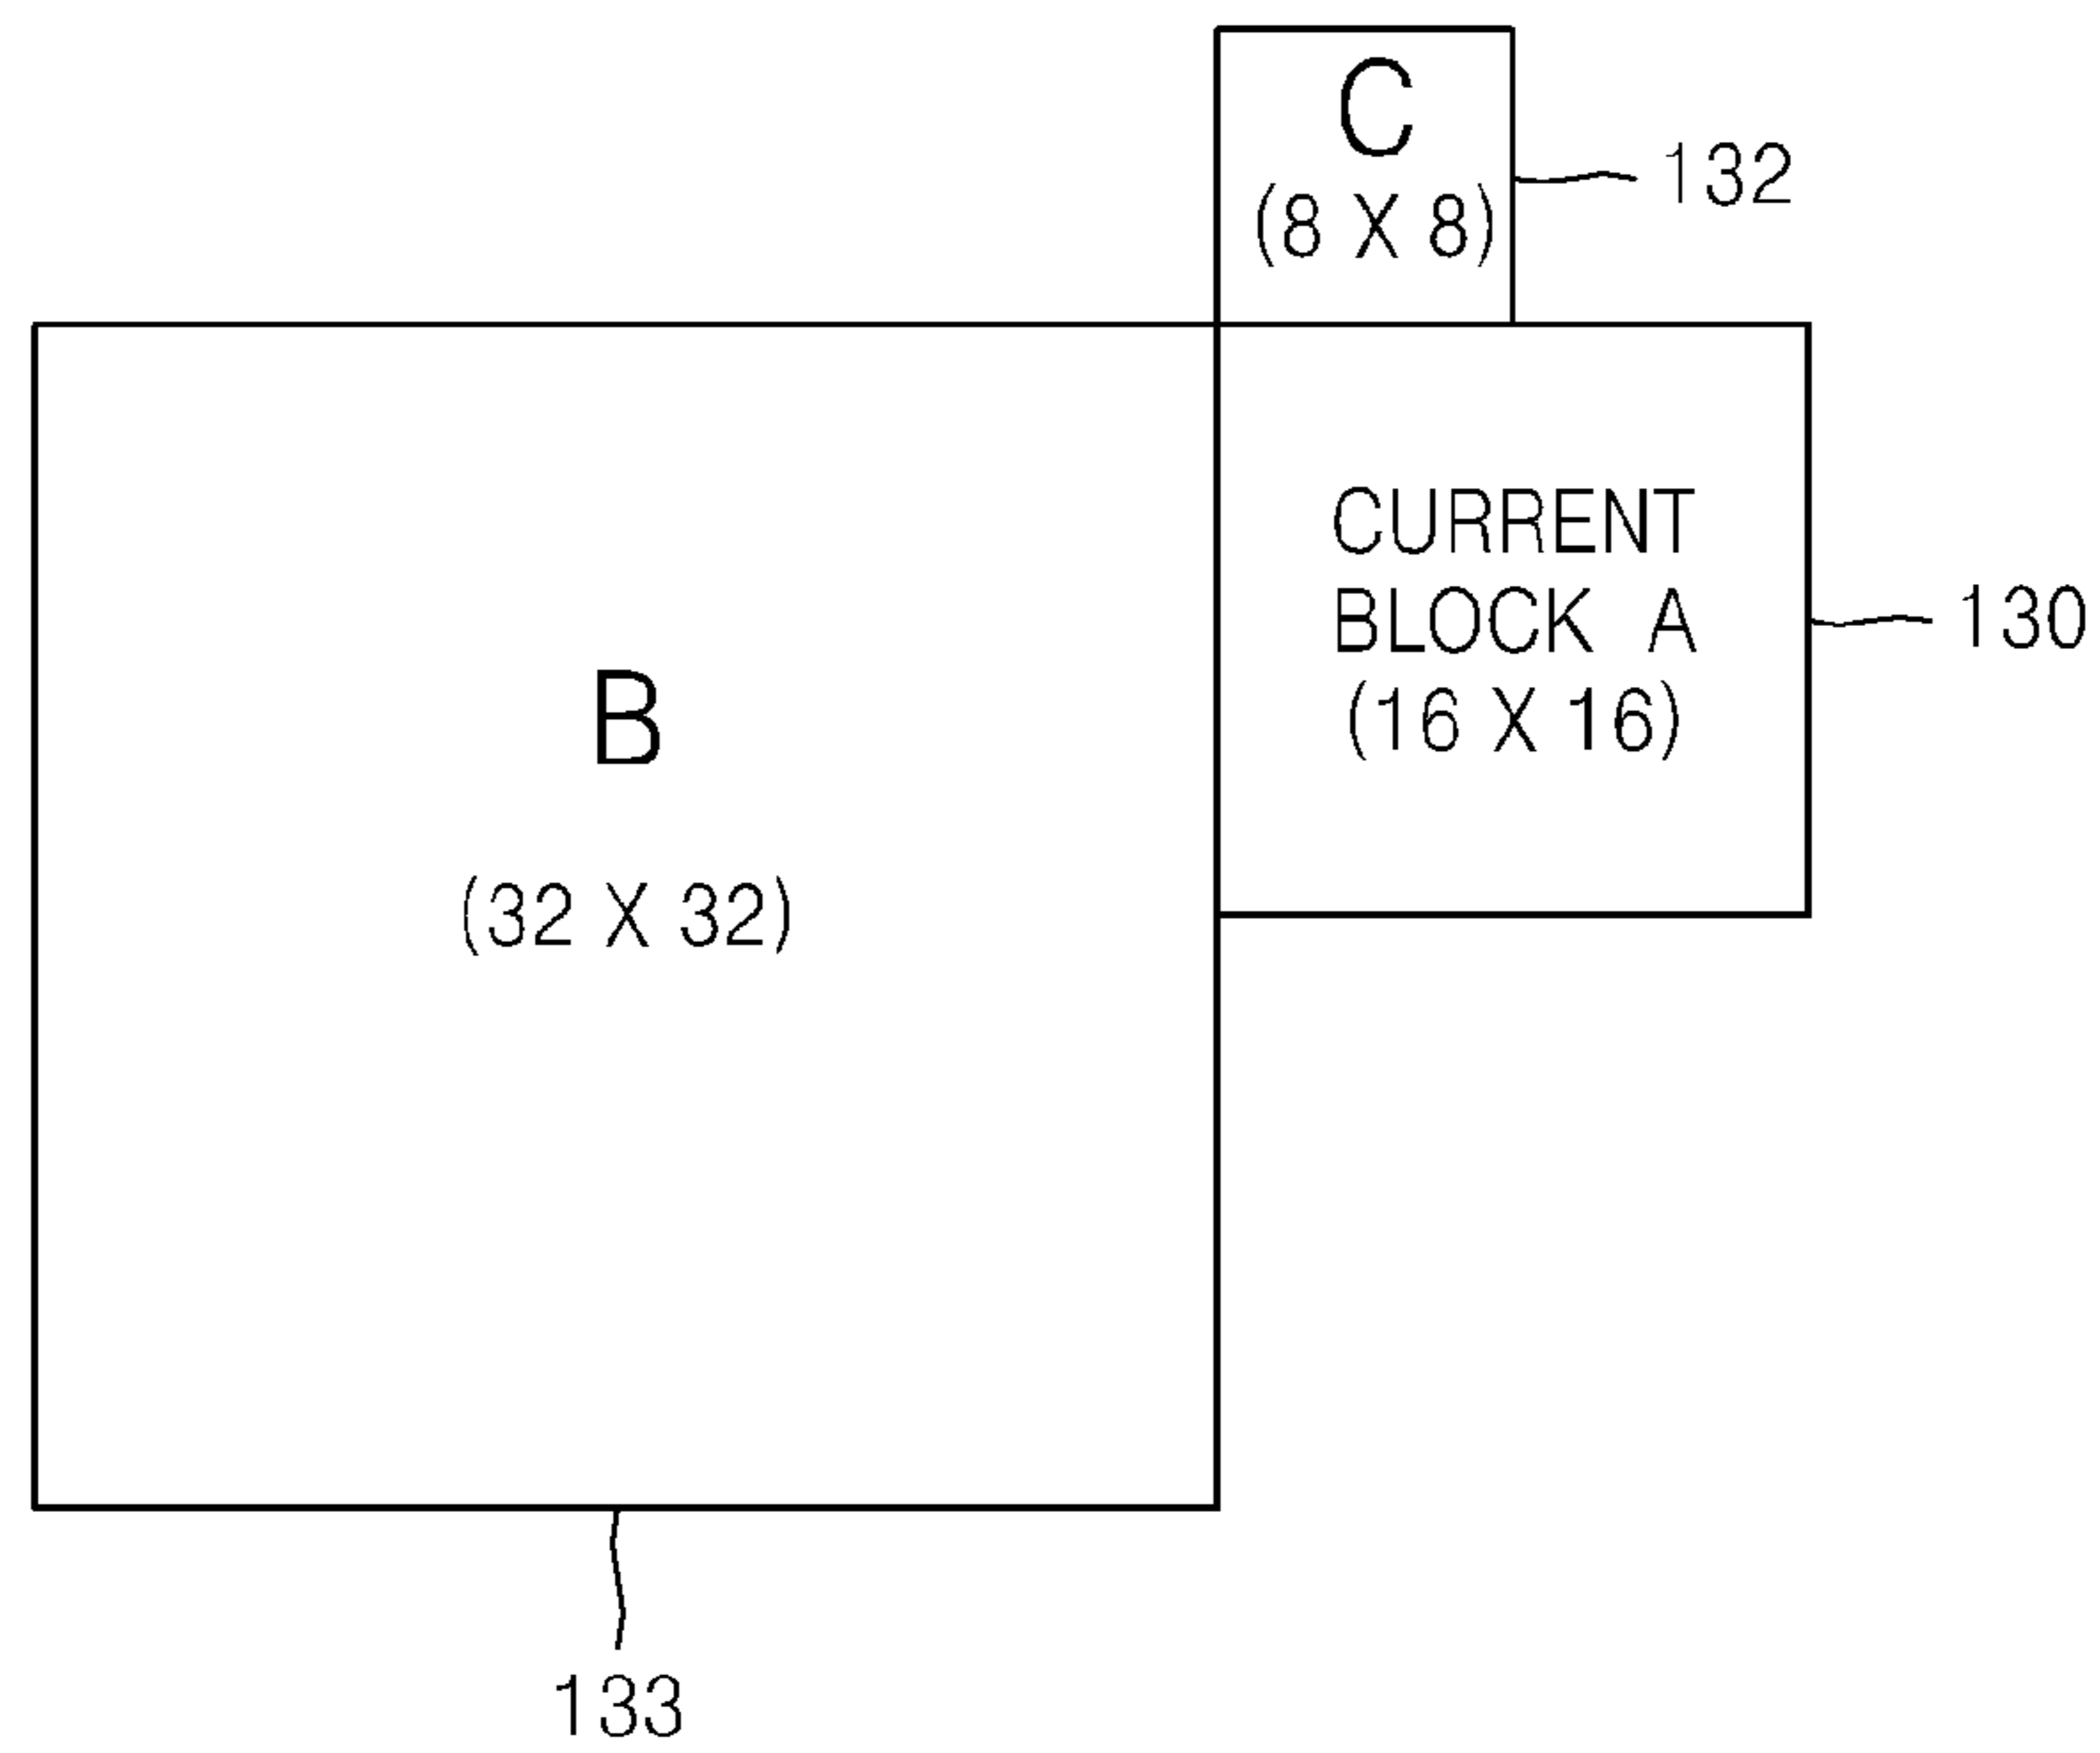 C
(8 X 8)
132
CURRENT
BLOCK A
(16 X 16)
130
B
(32 X 32)
133